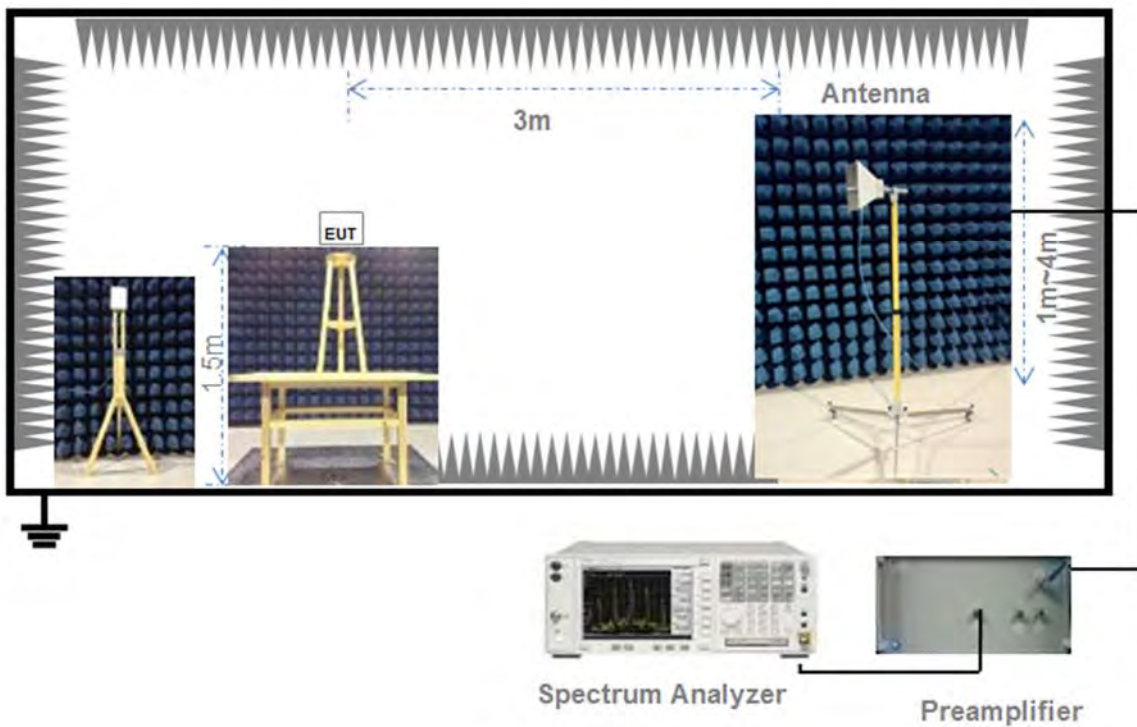 Antenna
3m
EUT
1.5m
1m~4m
Spectrum Analyzer
Preamplifier